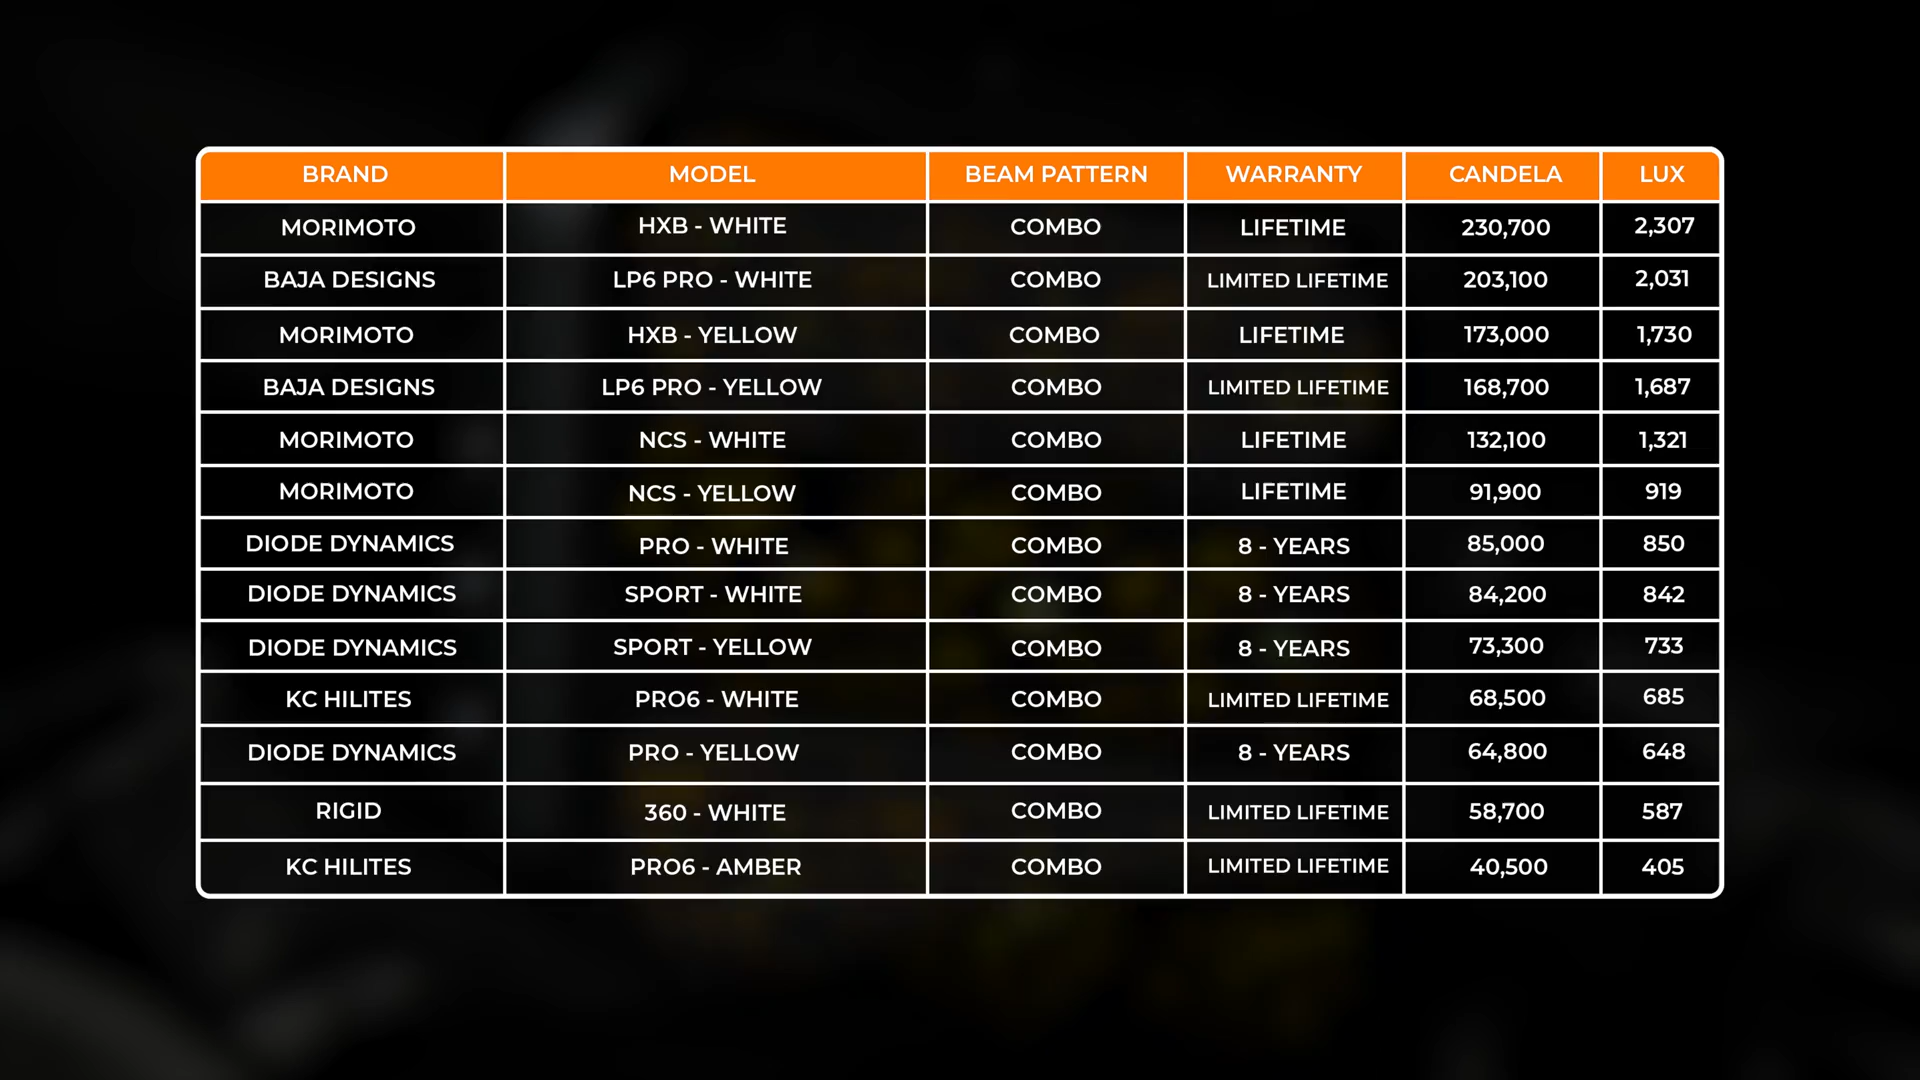 BRAND MODEL BEAM PATTERN WARRANTY CANDELA LUX
MORIMOTO HXB - WHITE COMBO LIFETIME 230,700 2,307
BAJA DESIGNS LP6 PRO - WHITE COMBO LIMITED LIFETIME 203,100 2,031
MORIMOTO HXB - YELLOW COMBO LIFETIME 173,000 1,730
BAJA DESIGNS LP6 PRO - YELLOW COMBO LIMITED LIFETIME 168,700 1,687
MORIMOTO NCS - WHITE COMBO LIFETIME 132,100 1,321
MORIMOTO NCS - YELLOW COMBO LIFETIME 91,900 919
DIODE DYNAMICS PRO - WHITE COMBO 8 - YEARS 85,000 850
DIODE DYNAMICS SPORT - WHITE COMBO 8 - YEARS 84,200 842
DIODE DYNAMICS SPORT - YELLOW COMBO 8 - YEARS 73,300 733
KC HILITES PRO6 - WHITE COMBO LIMITED LIFETIME 68,500 685
DIODE DYNAMICS PRO - YELLOW COMBO 8 - YEARS 64,800 648
RIGID 360 - WHITE COMBO LIMITED LIFETIME 58,700 587
KC HILITES PRO6 - AMBER COMBO LIMITED LIFETIME 40,500 405